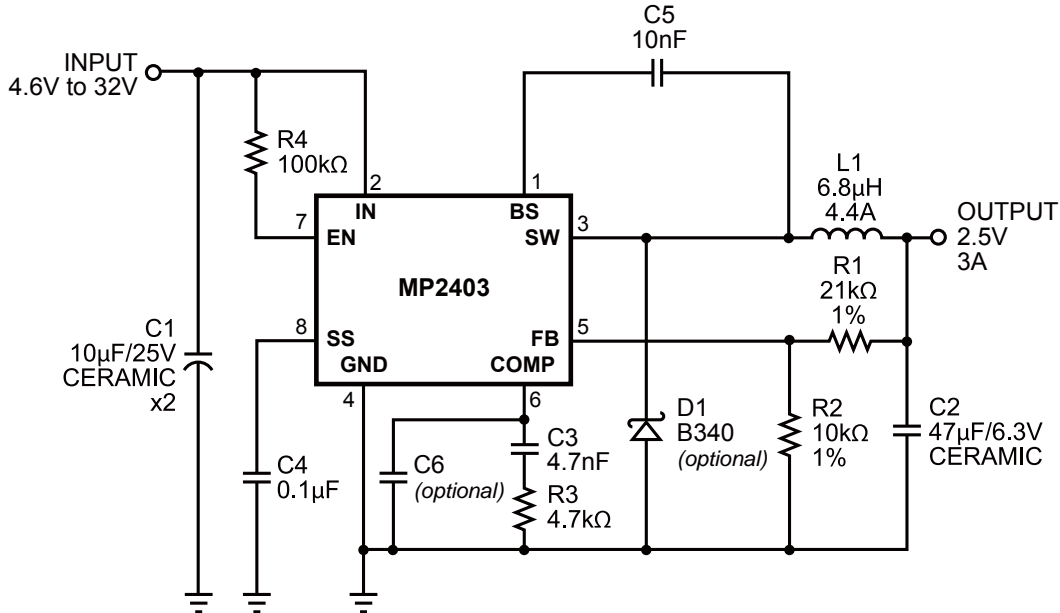 C5
10nF
INPUT
4.6V to 32V
R4
100kΩ
2
1
IN
BS
7
EN
SW
3
L1
6.8µH
4.4A
OUTPUT
2.5V
3A
MP2403
R1
21kΩ
1%
C1
10µF/25V
CERAMIC
x2
8
SS
FB
5
GND
COMP
4
6
C4
0.1µF
C6
(optional)
C3
4.7nF
R3
4.7kΩ
D1
B340
(optional)
R2
10kΩ
1%
C2
47µF/6.3V
CERAMIC